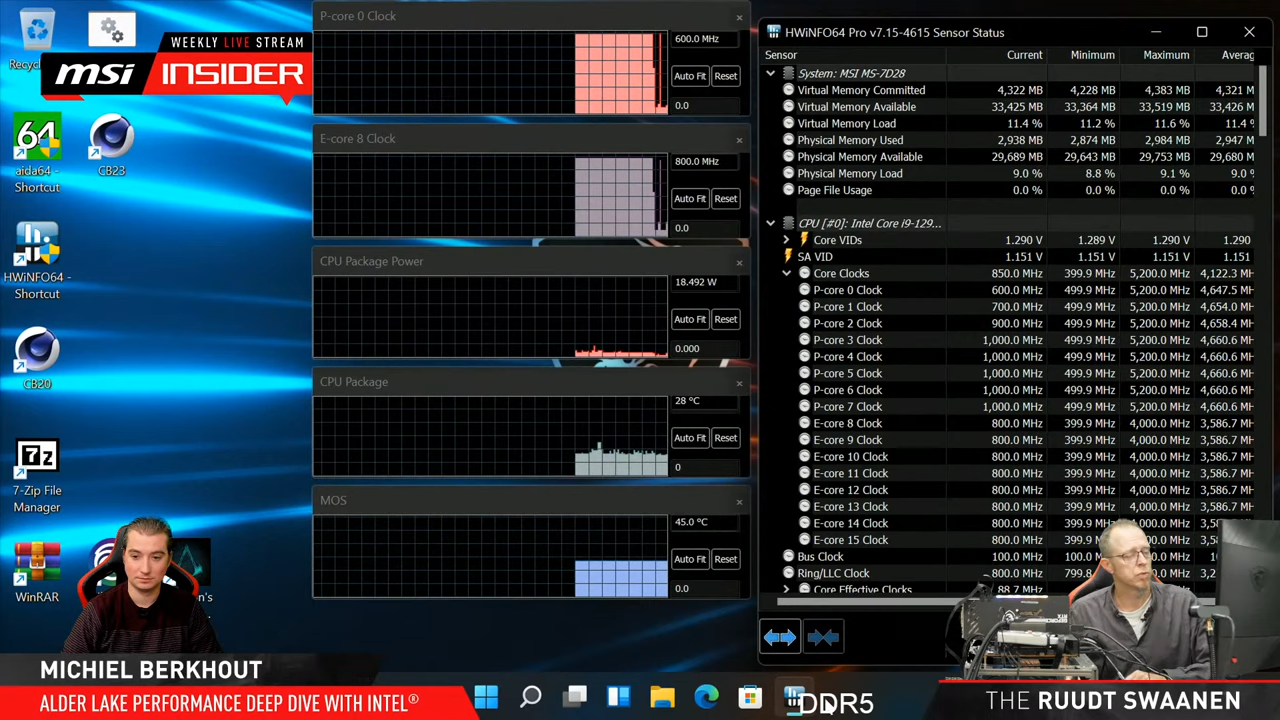 WEEKLY LIVE STREAM
msi INSIDER
aida64 -
Shortcut
CB23
HWiNFO64 -
Shortcut
CB20
7-Zip File
Manager
WinRAR
P-core 0 Clock
600.0 MHz
Auto Fit Reset
0.0
E-core 8 Clock
800.0 MHz
Auto Fit Reset
0.0
CPU Package Power
18.492 W
Auto Fit Reset
0.000
CPU Package
28 °C
Auto Fit Reset
0
MOS
45.0 °C
Auto Fit Reset
0.0
HWiNFO64 Pro v7.15-4615 Sensor Status
Sensor Current Minimum Maximum Averag
System: MSI MS-7D28
Virtual Memory Committed 4,322 MB 4,228 MB 4,383 MB 4,321 M
Virtual Memory Available 33,425 MB 33,364 MB 33,519 MB 33,426 M
Virtual Memory Load 11.4 % 11.2 % 11.6 % 11.4
Physical Memory Used 2,938 MB 2,874 MB 2,984 MB 2,947 M
Physical Memory Available 29,689 MB 29,643 MB 29,753 MB 29,680 M
Physical Memory Load 9.0 % 8.8 % 9.1 % 9.0
Page File Usage 0.0 % 0.0 % 0.0 % 0.0
CPU [#0]: Intel Core i9-129...
Core VIDs 1.290 V 1.289 V 1.290 V 1.290
SA VID 1.151 V 1.151 V 1.151 V 1.151
Core Clocks 850.0 MHz 399.9 MHz 5,200.0 MHz 4,122.3 M
P-core 0 Clock 600.0 MHz 499.9 MHz 5,200.0 MHz 4,647.5 M
P-core 1 Clock 700.0 MHz 499.9 MHz 5,200.0 MHz 4,654.0 M
P-core 2 Clock 900.0 MHz 499.9 MHz 5,200.0 MHz 4,658.4 M
P-core 3 Clock 1,000.0 MHz 499.9 MHz 5,200.0 MHz 4,660.6 M
P-core 4 Clock 1,000.0 MHz 499.9 MHz 5,200.0 MHz 4,660.6 M
P-core 5 Clock 1,000.0 MHz 499.9 MHz 5,200.0 MHz 4,660.6 M
P-core 6 Clock 1,000.0 MHz 499.9 MHz 5,200.0 MHz 4,660.6 M
P-core 7 Clock 1,000.0 MHz 499.9 MHz 5,200.0 MHz 4,660.6 M
E-core 8 Clock 800.0 MHz 399.9 MHz 4,000.0 MHz 3,586.7 M
E-core 9 Clock 800.0 MHz 399.9 MHz 4,000.0 MHz 3,586.7 M
E-core 10 Clock 800.0 MHz 399.9 MHz 4,000.0 MHz 3,586.7 M
E-core 11 Clock 800.0 MHz 399.9 MHz 4,000.0 MHz 3,586.7 M
E-core 12 Clock 800.0 MHz 399.9 MHz 4,000.0 MHz 3,586.7 M
E-core 13 Clock 800.0 MHz 399.9 MHz 4,000.0 MHz 3,586.7 M
E-core 14 Clock 800.0 MHz 399.9 MHz
E-core 15 Clock 800.0 MHz 399.9 MHz
Bus Clock 100.0 MHz 100.0
Ring/LLC Clock 800.0 MHz 799.8
Core Effective Clocks 88.7 MHz
MICHIEL BERKHOUT
ALDER LAKE PERFORMANCE DEEP DIVE WITH INTEL®
DDR5
THE RUUDT SWAANEN